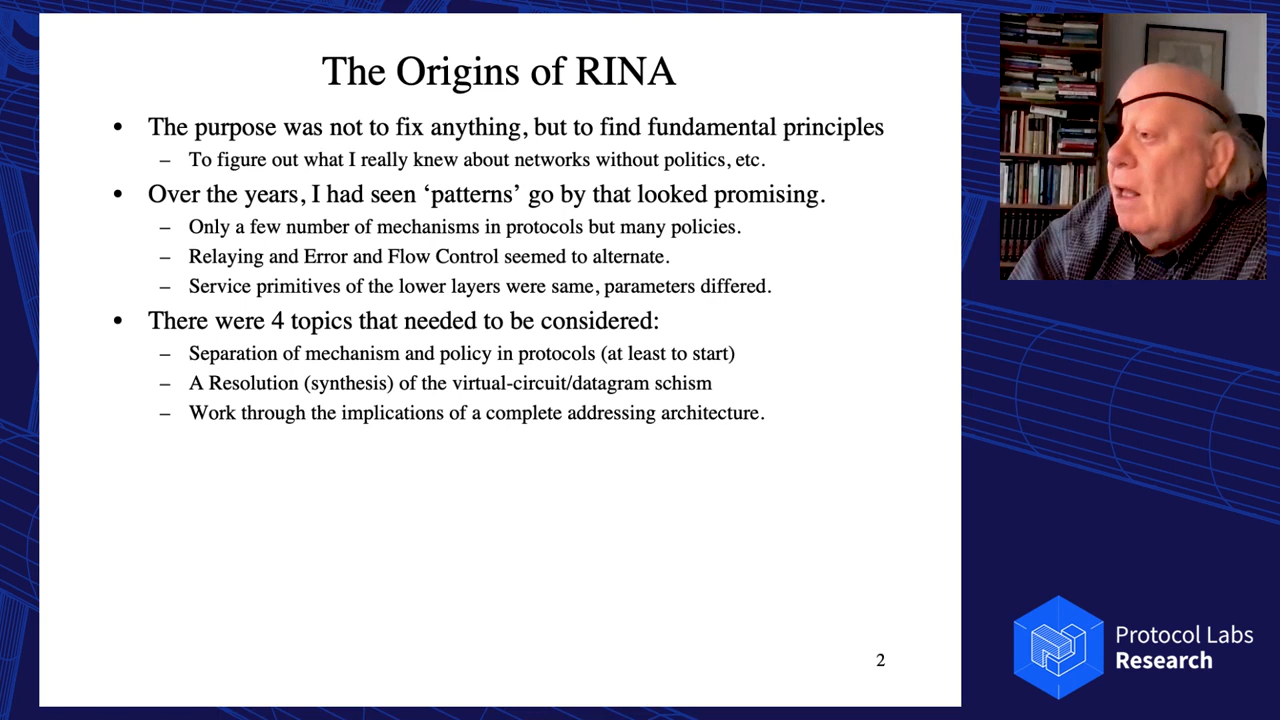 The Origins of RINA
• The purpose was not to fix anything, but to find fundamental principles
– To figure out what I really knew about networks without politics, etc.
• Over the years, I had seen ‘patterns’ go by that looked promising.
– Only a few number of mechanisms in protocols but many policies.
– Relaying and Error and Flow Control seemed to alternate.
– Service primitives of the lower layers were same, parameters differed.
• There were 4 topics that needed to be considered:
– Separation of mechanism and policy in protocols (at least to start)
– A Resolution (synthesis) of the virtual-circuit/datagram schism
– Work through the implications of a complete addressing architecture.
2
Protocol Labs
Research